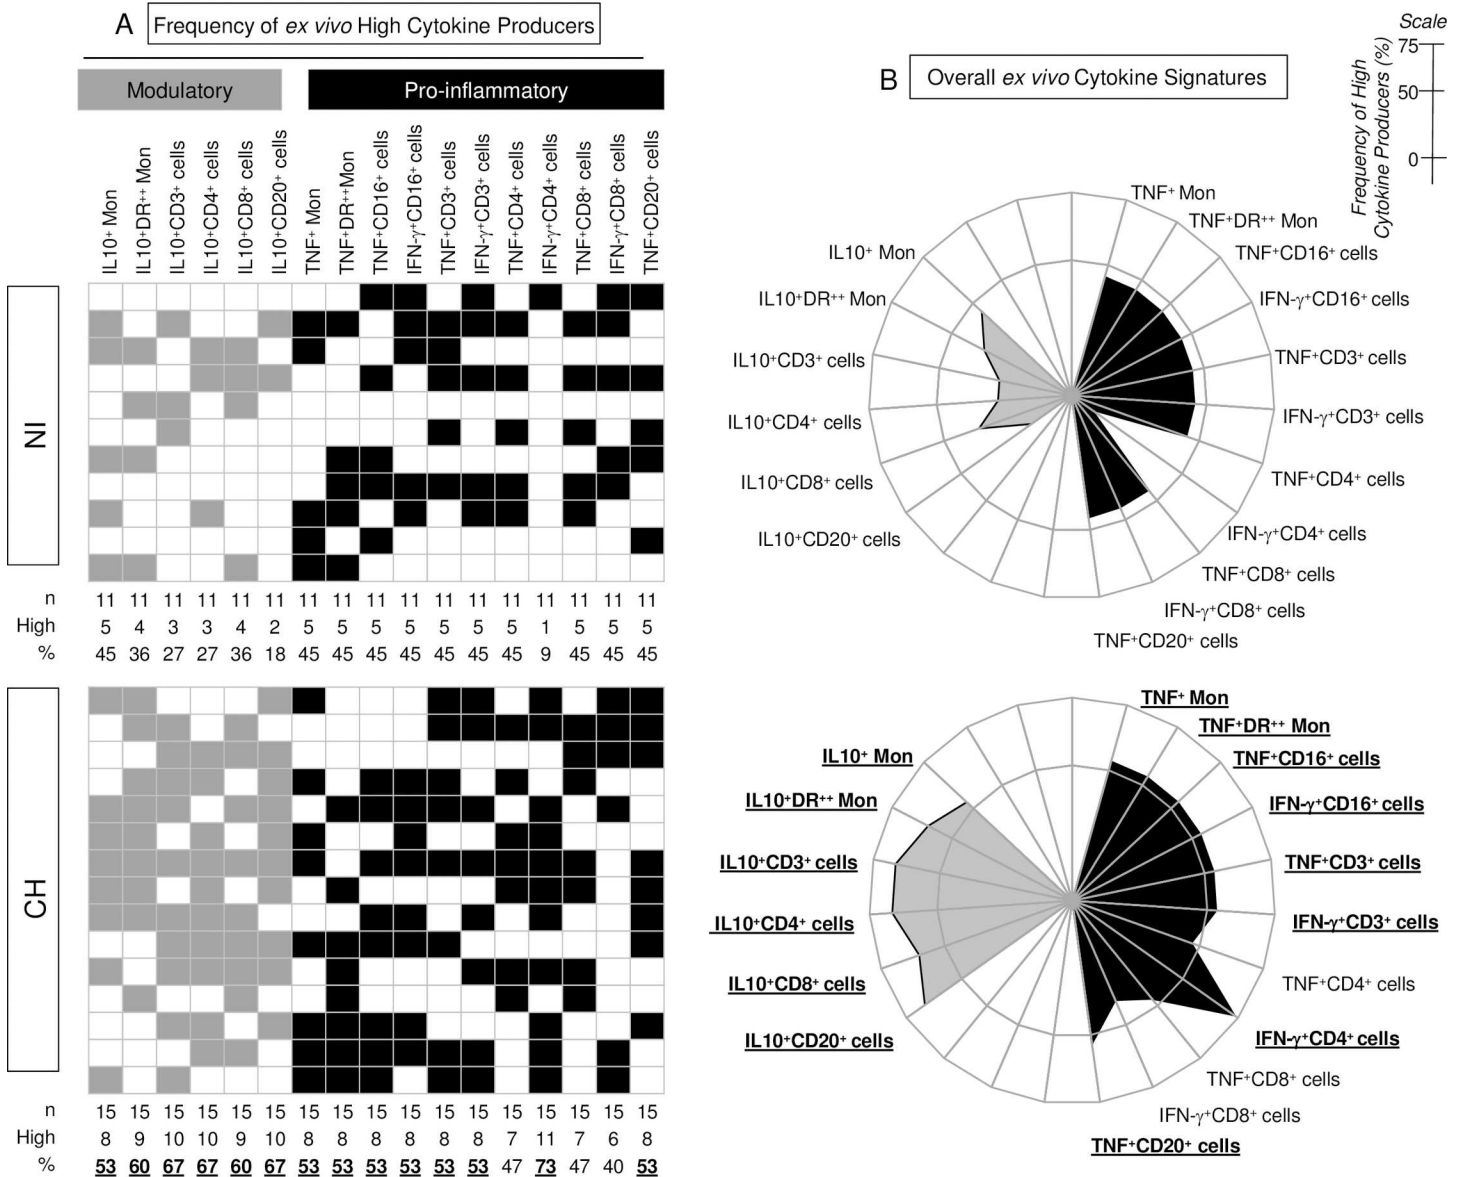 A Frequency of ex vivo High Cytokine Producers
Modulatory Pro-inflammatory
IL10⁺ Mon
IL10⁺DR⁺⁺ Mon
IL10⁺CD3⁺ cells
IL10⁺CD4⁺ cells
IL10⁺CD8⁺ cells
IL10⁺CD20⁺ cells
TNF⁺ Mon
TNF⁺DR⁺⁺Mon
TNF⁺CD16⁺ cells
IFN-γ⁺CD16⁺ cells
TNF⁺CD3⁺ cells
IFN-γ⁺CD3⁺ cells
TNF⁺CD4⁺ cells
IFN-γ⁺CD4⁺ cells
TNF⁺CD8⁺ cells
IFN-γ⁺CD8⁺ cells
TNF⁺CD20⁺ cells
NI
n 11 11 11 11 11 11 11 11 11 11 11 11 11 11 11 11 11
High 5 4 3 3 4 2 5 5 5 5 5 5 5 1 5 5 5
% 45 36 27 27 36 18 45 45 45 45 45 45 45 9 45 45 45
CH
n 15 15 15 15 15 15 15 15 15 15 15 15 15 15 15 15 15
High 8 9 10 10 9 10 8 8 8 8 8 8 7 11 7 6 8
% 53 60 67 67 60 67 53 53 53 53 53 53 47 73 47 40 53
B Overall ex vivo Cytokine Signatures
Scale
75
50
0
Frequency of High
Cytokine Producers (%)
TNF⁺ Mon
TNF⁺DR⁺⁺ Mon
TNF⁺CD16⁺ cells
IFN-γ⁺CD16⁺ cells
TNF⁺CD3⁺ cells
IFN-γ⁺CD3⁺ cells
TNF⁺CD4⁺ cells
IFN-γ⁺CD4⁺ cells
TNF⁺CD8⁺ cells
IFN-γ⁺CD8⁺ cells
TNF⁺CD20⁺ cells
IL10⁺ Mon
IL10⁺DR⁺⁺ Mon
IL10⁺CD3⁺ cells
IL10⁺CD4⁺ cells
IL10⁺CD8⁺ cells
IL10⁺CD20⁺ cells
TNF⁺ Mon
TNF⁺DR⁺⁺ Mon
TNF⁺CD16⁺ cells
IFN-γ⁺CD16⁺ cells
TNF⁺CD3⁺ cells
IFN-γ⁺CD3⁺ cells
TNF⁺CD4⁺ cells
IFN-γ⁺CD4⁺ cells
TNF⁺CD8⁺ cells
IFN-γ⁺CD8⁺ cells
TNF⁺CD20⁺ cells
IL10⁺ Mon
IL10⁺DR⁺⁺ Mon
IL10⁺CD3⁺ cells
IL10⁺CD4⁺ cells
IL10⁺CD8⁺ cells
IL10⁺CD20⁺ cells